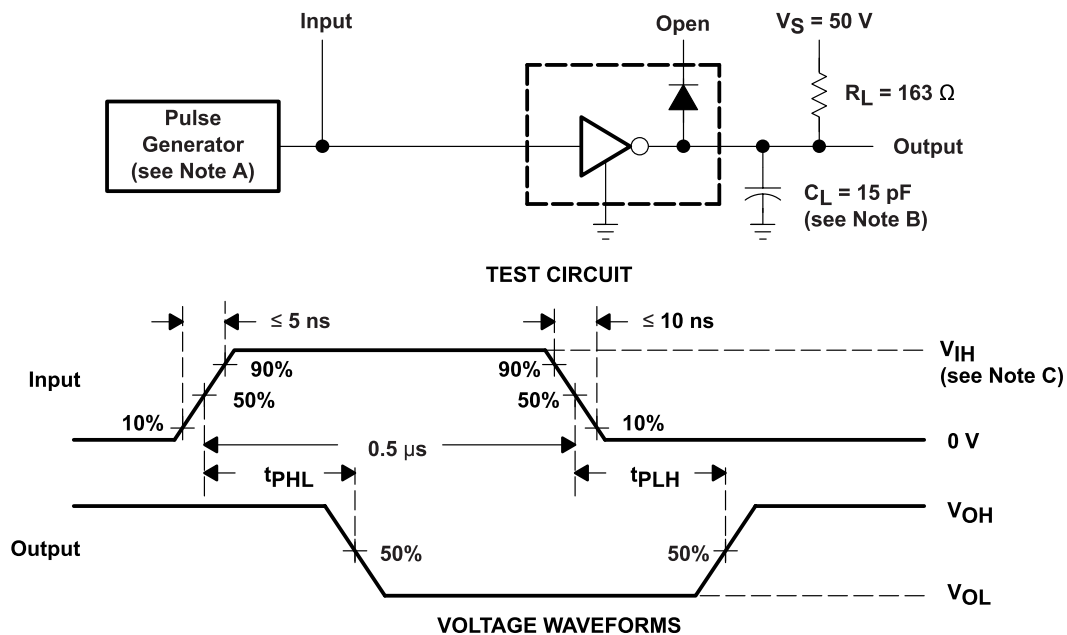 Input
Open
VS = 50 V
Pulse
Generator
(see Note A)
RL = 163 Ω
Output
CL = 15 pF
(see Note B)
TEST CIRCUIT
≤ 5 ns
≤ 10 ns
Input
90%
90%
VIH
(see Note C)
50%
50%
10%
10%
0.5 μs
0 V
tPHL
tPLH
VOH
Output
50%
50%
VOL
VOLTAGE WAVEFORMS